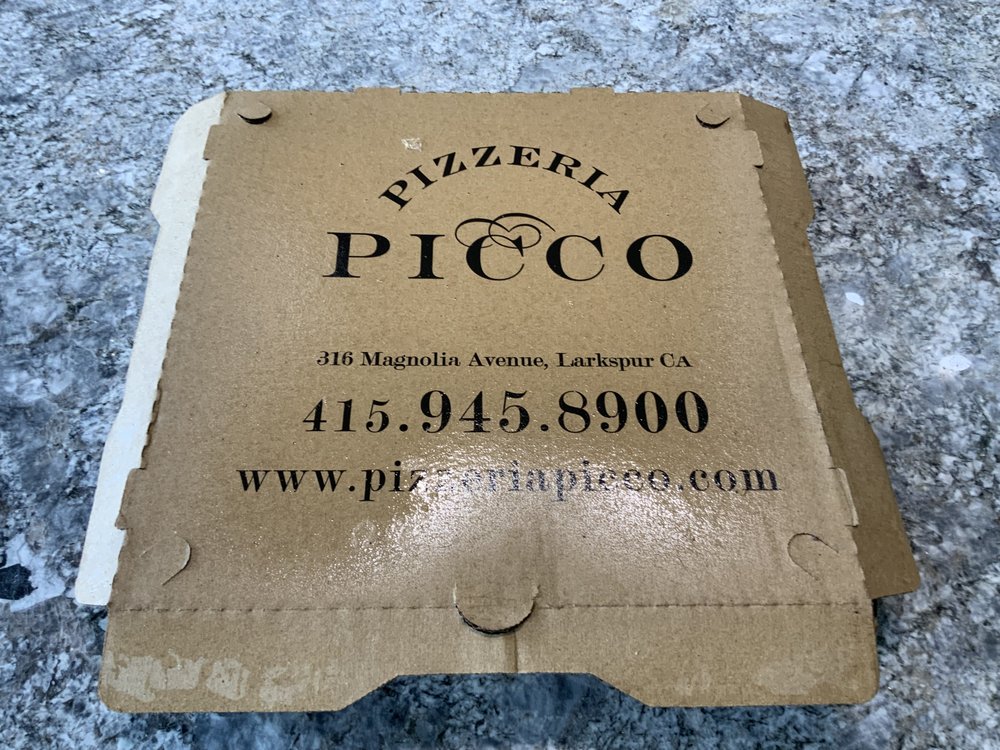 PIZZERIA
PICCO
316 Magnolia Avenue, Larkspur CA
415.945.8900
www.pizzeriapicco.com